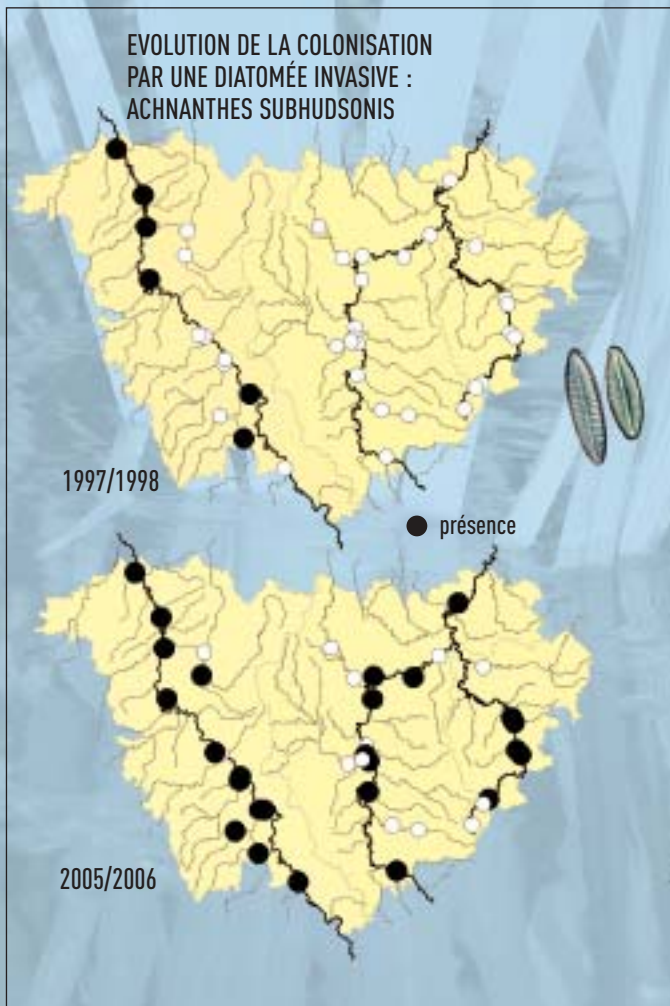 EVOLUTION DE LA COLONISATION
PAR UNE DIATOMÉE INVASIVE :
ACHNANTHES SUBHUDSONIS
1997/1998
présence
2005/2006